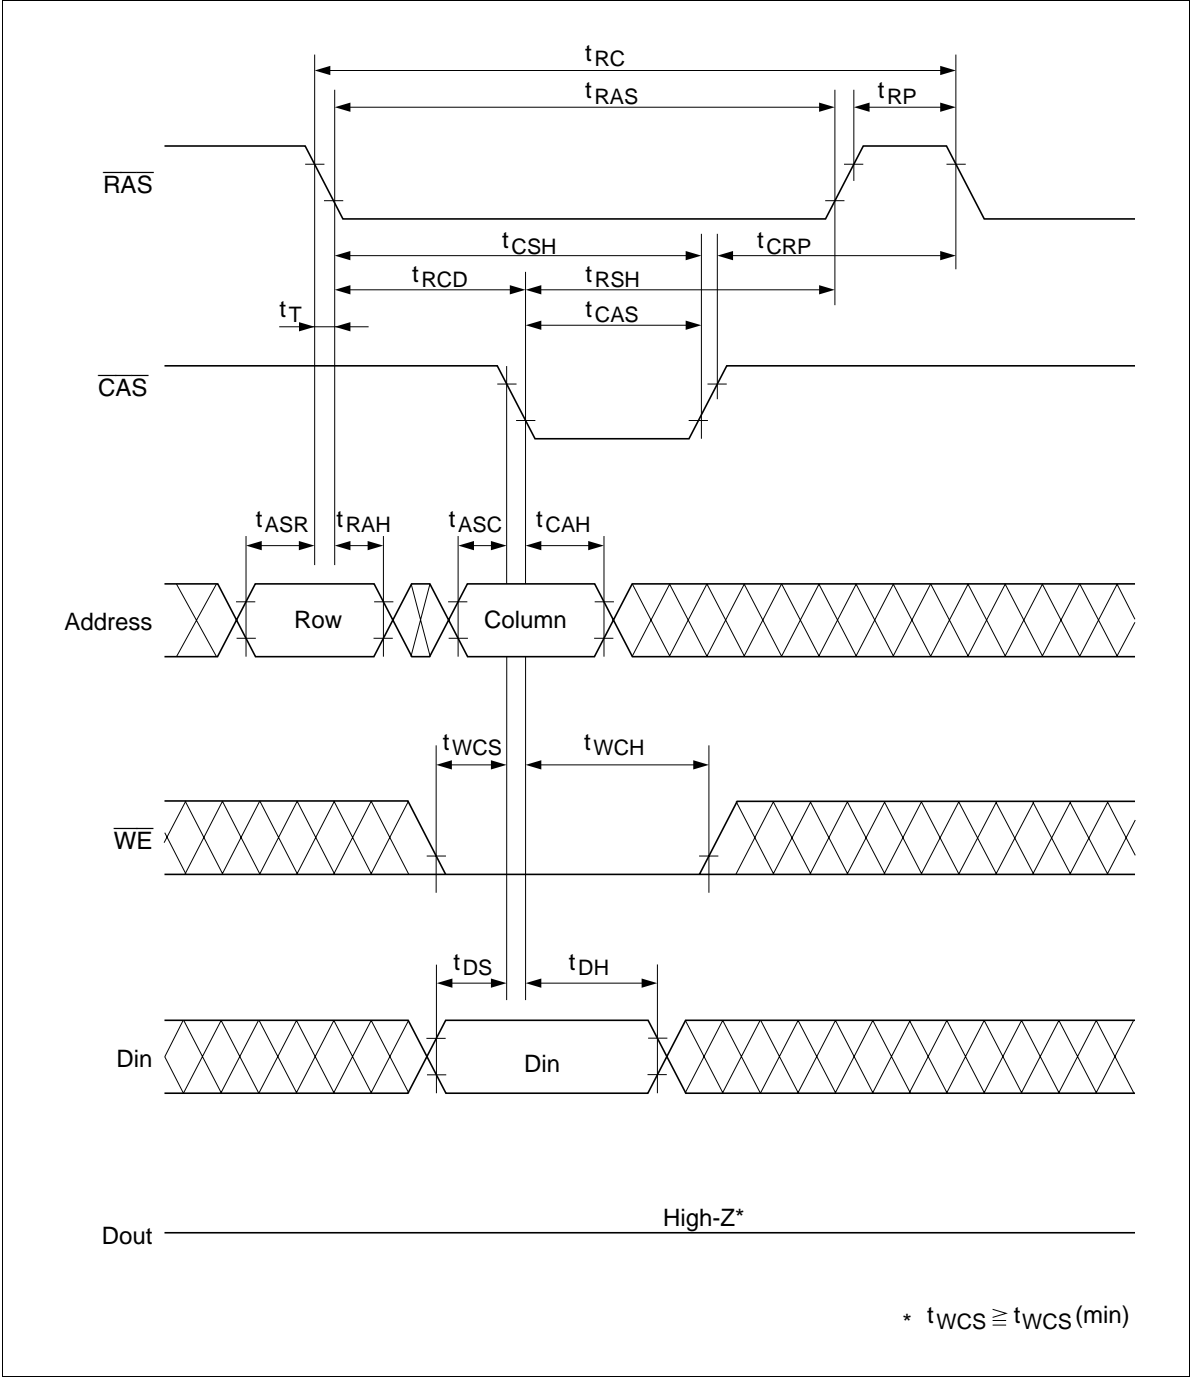 tRC
tRAS
tRP
RAS
tCSH
tCRP
tRCD
tRSH
tT
tCAS
CAS
tASR
tRAH
tASC
tCAH
Address
Row
Column
tWCS
tWCH
WE
tDS
tDH
Din
Din
High-Z*
Dout
* tWCS ≧ tWCS (min)